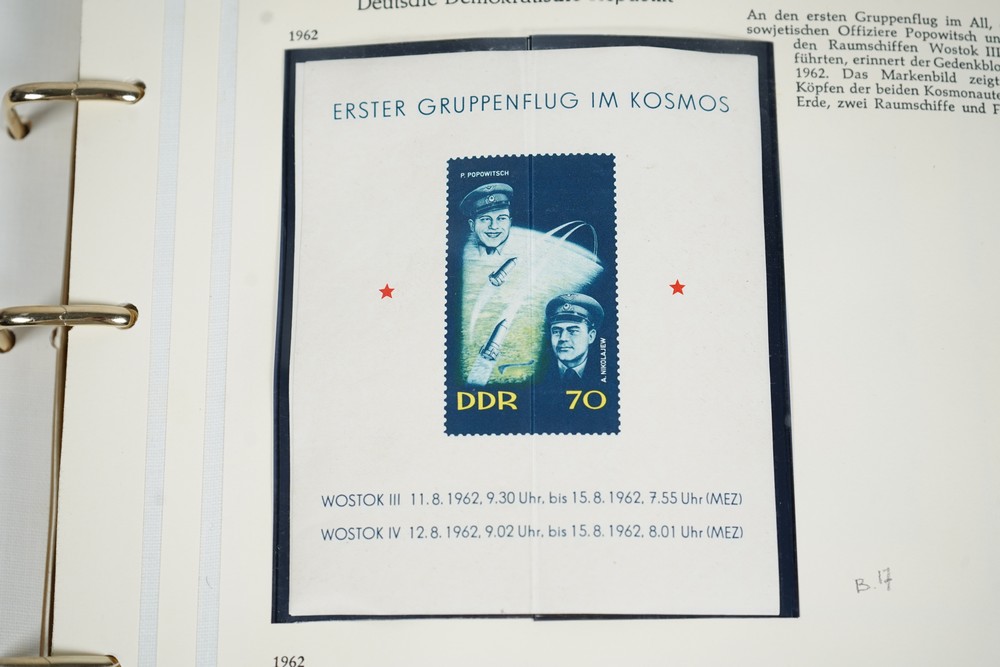 Deutsche Demokratische Republik
1962
An den ersten Gruppenflug im All,
sowjetischen Offiziere Popowitsch un
den Raumschiffen Wostok III
führten, erinnert der Gedenkblo
1962. Das Markenbild zeigt
Köpfen der beiden Kosmonaute
Erde, zwei Raumschiffe und F
ERSTER GRUPPENFLUG IM KOSMOS
P. POPOWITSCH
A. NIKOLAJEW
DDR 70
WOSTOK III 11.8.1962, 9.30 Uhr, bis 15.8.1962, 7.55 Uhr (MEZ)
WOSTOK IV 12.8.1962, 9.02 Uhr, bis 15.8.1962, 8.01 Uhr (MEZ)
B.17
1962